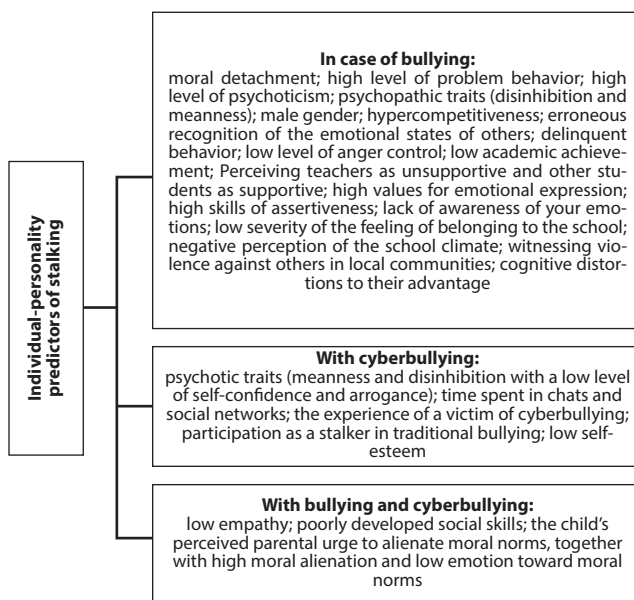 Individual-personality
predictors of stalking
In case of bullying:
moral detachment; high level of problem behavior; high
level of psychoticism; psychopathic traits (disinhibition and
meanness); male gender; hypercompetitiveness; erroneous
recognition of the emotional states of others; delinquent
behavior; low level of anger control; low academic achieve-
ment; Perceiving teachers as unsupportive and other stu-
dents as supportive; high values for emotional expression;
high skills of assertiveness; lack of awareness of your emo-
tions; low severity of the feeling of belonging to the school;
negative perception of the school climate; witnessing vio-
lence against others in local communities; cognitive distor-
tions to their advantage
With cyberbullying:
psychotic traits (meanness and disinhibition with a low level
of self-confidence and arrogance); time spent in chats and
social networks; the experience of a victim of cyberbullying;
participation as a stalker in traditional bullying; low self-
esteem
With bullying and cyberbullying:
low empathy; poorly developed social skills; the child's
perceived parental urge to alienate moral norms, together
with high moral alienation and low emotion toward moral
norms